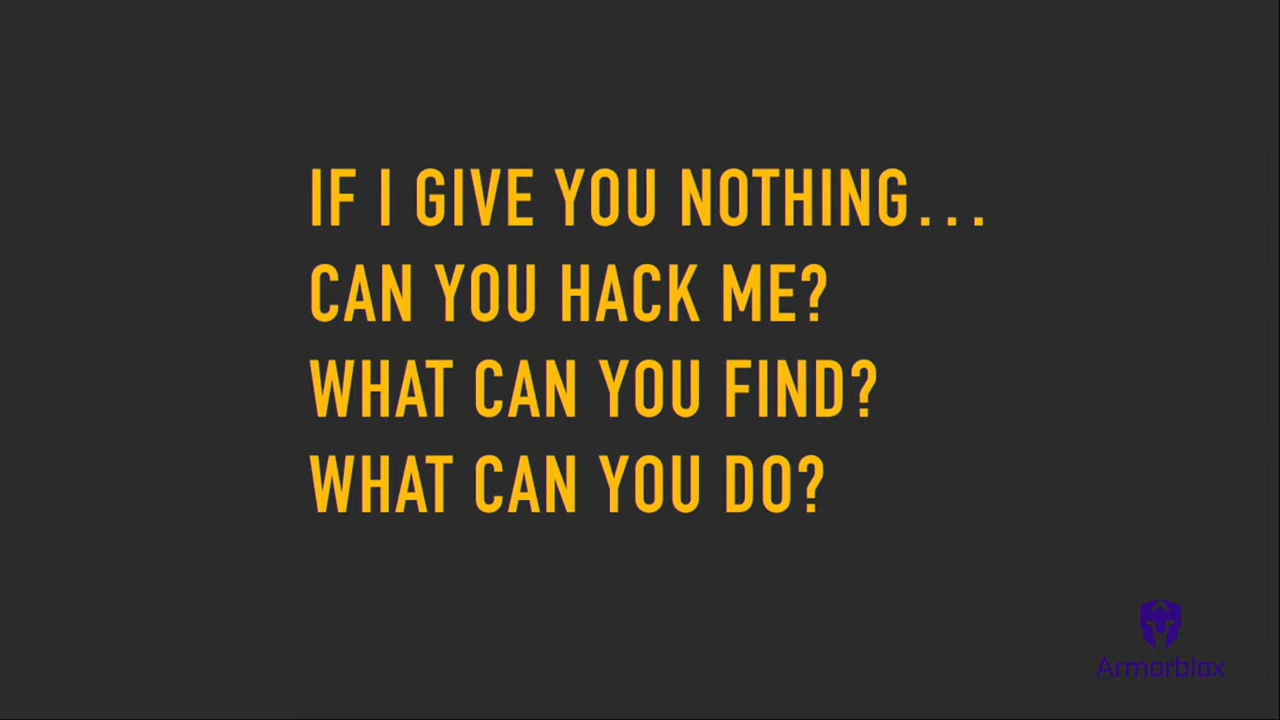 IF I GIVE YOU NOTHING...
CAN YOU HACK ME?
WHAT CAN YOU FIND?
WHAT CAN YOU DO?
Armorblox